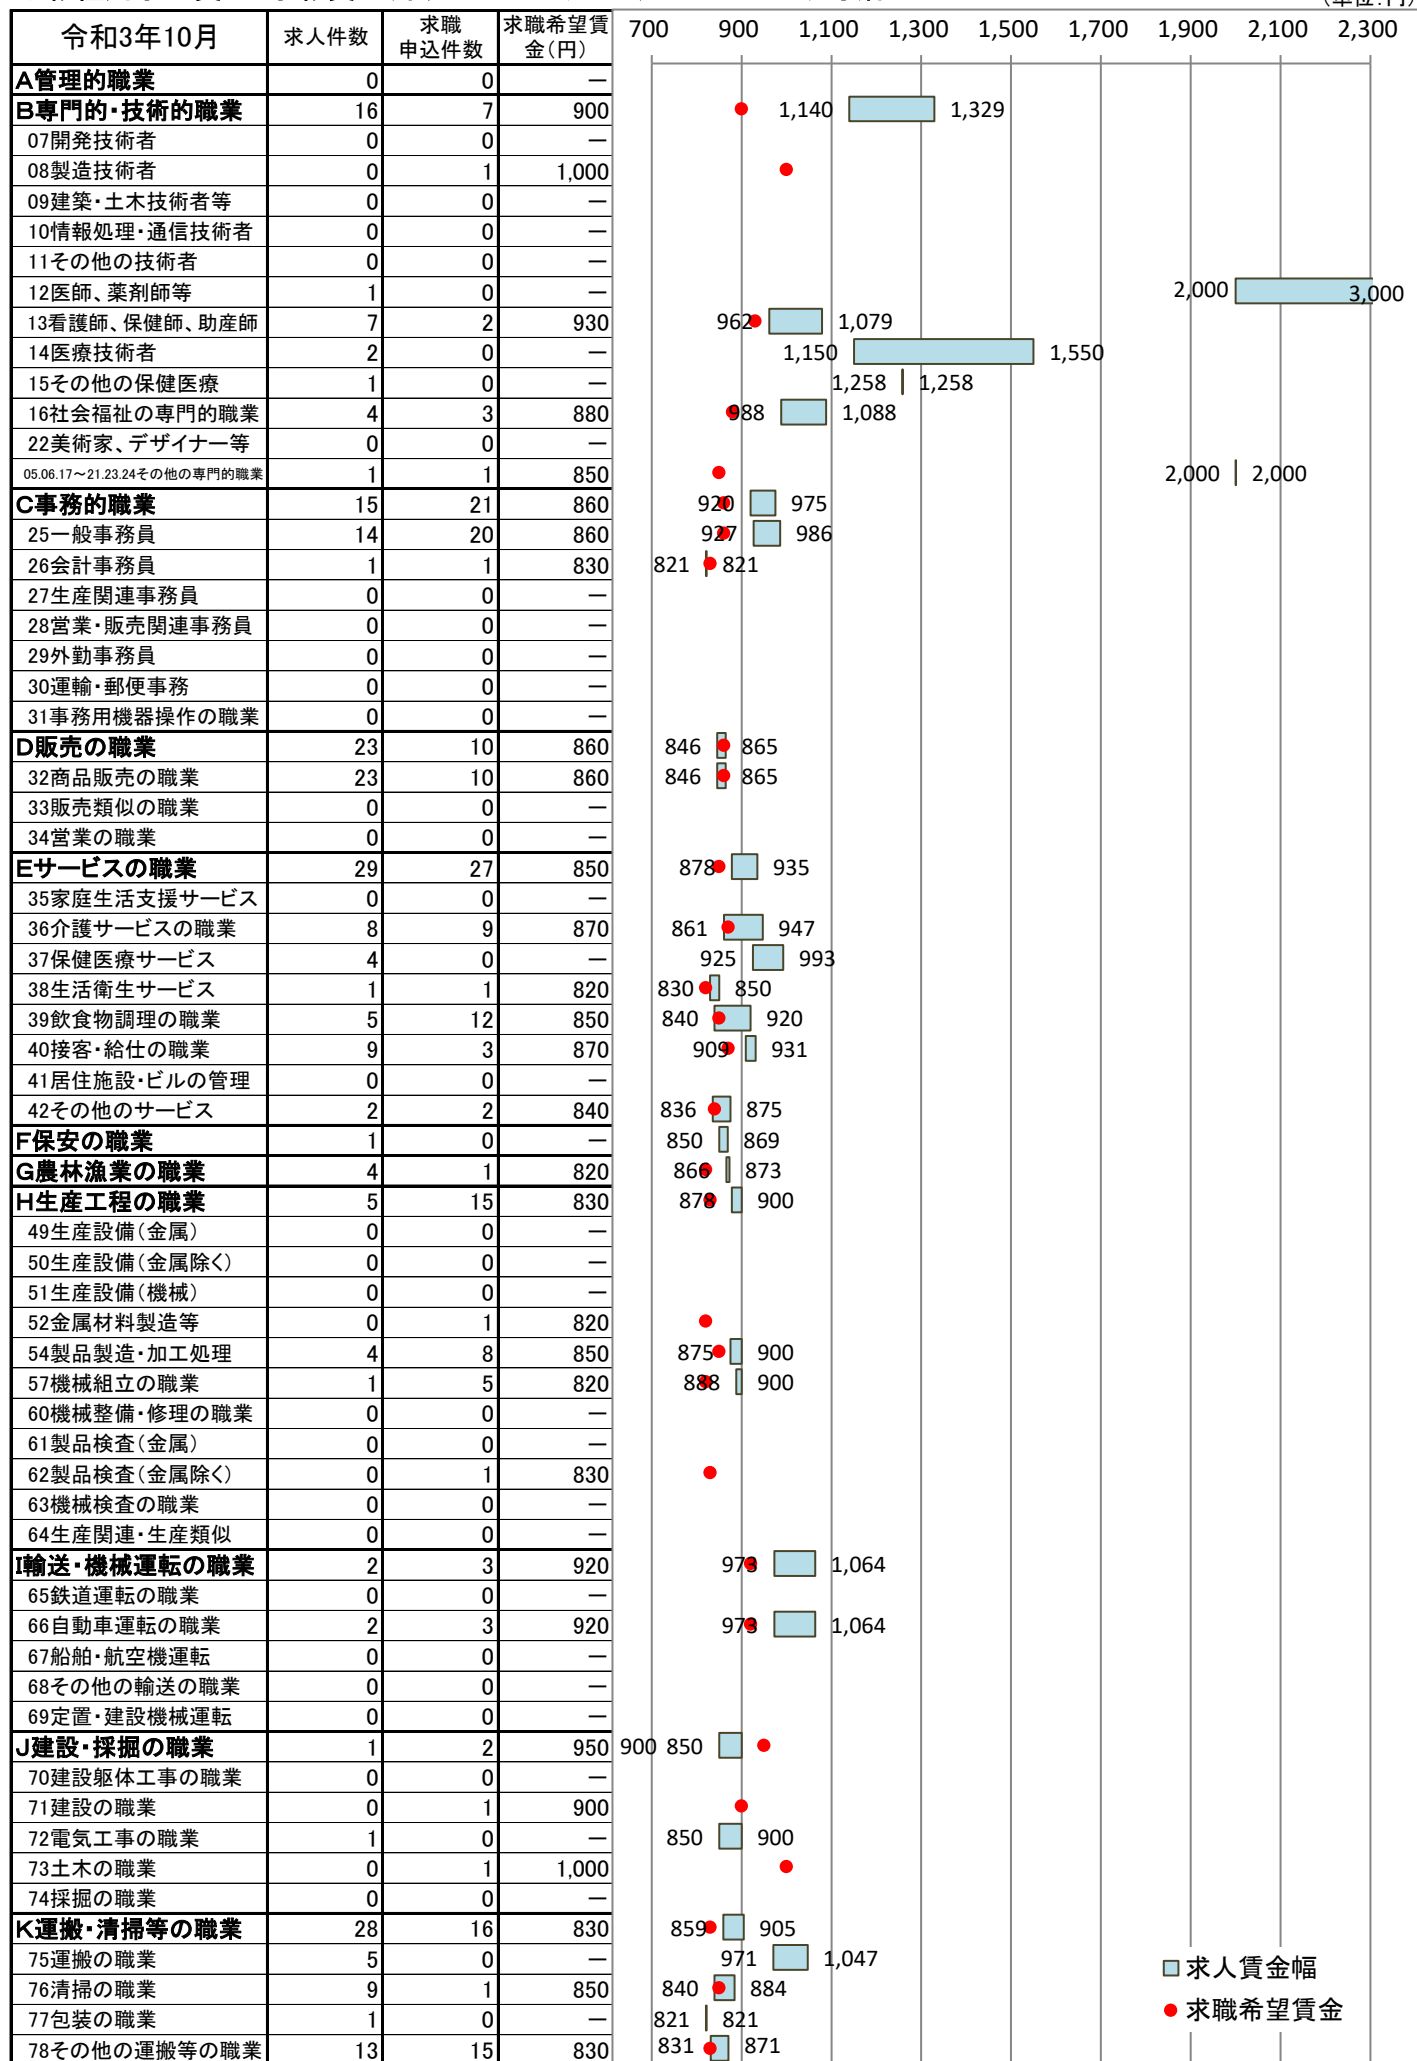 (単位:円)
令和3年10月 求人件数 求職申込件数 求職希望賃金(円) 700 900 1,100 1,300 1,500 1,700 1,900 2,100 2,300
A管理的職業 0 0 ―
B専門的・技術的職業 16 7 900 1,140 1,329
07開発技術者 0 0 ―
08製造技術者 0 1 1,000
09建築・土木技術者等 0 0 ―
10情報処理・通信技術者 0 0 ―
11その他の技術者 0 0 ―
12医師、薬剤師等 1 0 ― 2,000 3,000
13看護師、保健師、助産師 7 2 930 962 1,079
14医療技術者 2 0 ― 1,150 1,550
15その他の保健医療 1 0 ― 1,258 1,258
16社会福祉の専門的職業 4 3 880 988 1,088
22美術家、デザイナー等 0 0 ―
05.06.17～21.23.24その他の専門的職業 1 1 850 2,000 2,000
C事務的職業 15 21 860 920 975
25一般事務員 14 20 860 927 986
26会計事務員 1 1 830 821 821
27生産関連事務員 0 0 ―
28営業・販売関連事務員 0 0 ―
29外勤事務員 0 0 ―
30運輸・郵便事務 0 0 ―
31事務用機器操作の職業 0 0 ―
D販売の職業 23 10 860 846 865
32商品販売の職業 23 10 860 846 865
33販売類似の職業 0 0 ―
34営業の職業 0 0 ―
Eサービスの職業 29 27 850 878 935
35家庭生活支援サービス 0 0 ―
36介護サービスの職業 8 9 870 861 947
37保健医療サービス 4 0 ― 925 993
38生活衛生サービス 1 1 820 830 850
39飲食物調理の職業 5 12 850 840 920
40接客・給仕の職業 9 3 870 909 931
41居住施設・ビルの管理 0 0 ―
42その他のサービス 2 2 840 836 875
F保安の職業 1 0 ― 850 869
G農林漁業の職業 4 1 820 866 873
H生産工程の職業 5 15 830 878 900
49生産設備(金属) 0 0 ―
50生産設備(金属除く) 0 0 ―
51生産設備(機械) 0 0 ―
52金属材料製造等 0 1 820
54製品製造・加工処理 4 8 850 875 900
57機械組立の職業 1 5 820 888 900
60機械整備・修理の職業 0 0 ―
61製品検査(金属) 0 0 ―
62製品検査(金属除く) 0 1 830
63機械検査の職業 0 0 ―
64生産関連・生産類似 0 0 ―
I輸送・機械運転の職業 2 3 920 973 1,064
65鉄道運転の職業 0 0 ―
66自動車運転の職業 2 3 920 973 1,064
67船舶・航空機運転 0 0 ―
68その他の輸送の職業 0 0 ―
69定置・建設機械運転 0 0 ―
J建設・採掘の職業 1 2 950 900 850
70建設躯体工事の職業 0 0 ―
71建設の職業 0 1 900
72電気工事の職業 1 0 ― 850 900
73土木の職業 0 1 1,000
74採掘の職業 0 0 ―
K運搬・清掃等の職業 28 16 830 859 905
75運搬の職業 5 0 ― 971 1,047
76清掃の職業 9 1 850 840 884
77包装の職業 1 0 ― 821 821
78その他の運搬等の職業 13 15 830 831 871
求人賃金幅
求職希望賃金